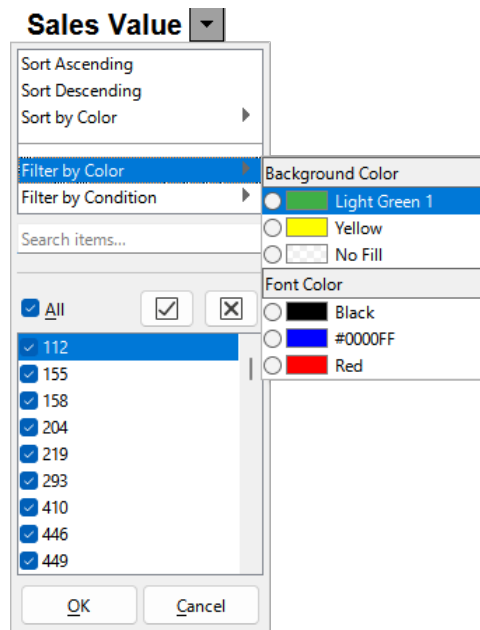 Sales Value
Sort Ascending
Sort Descending
Sort by Color
Filter by Color
Filter by Condition
Search items...
All
112
155
158
204
219
293
410
446
449
OK
Cancel
Background Color
Light Green 1
Yellow
No Fill
Font Color
Black
#0000FF
Red